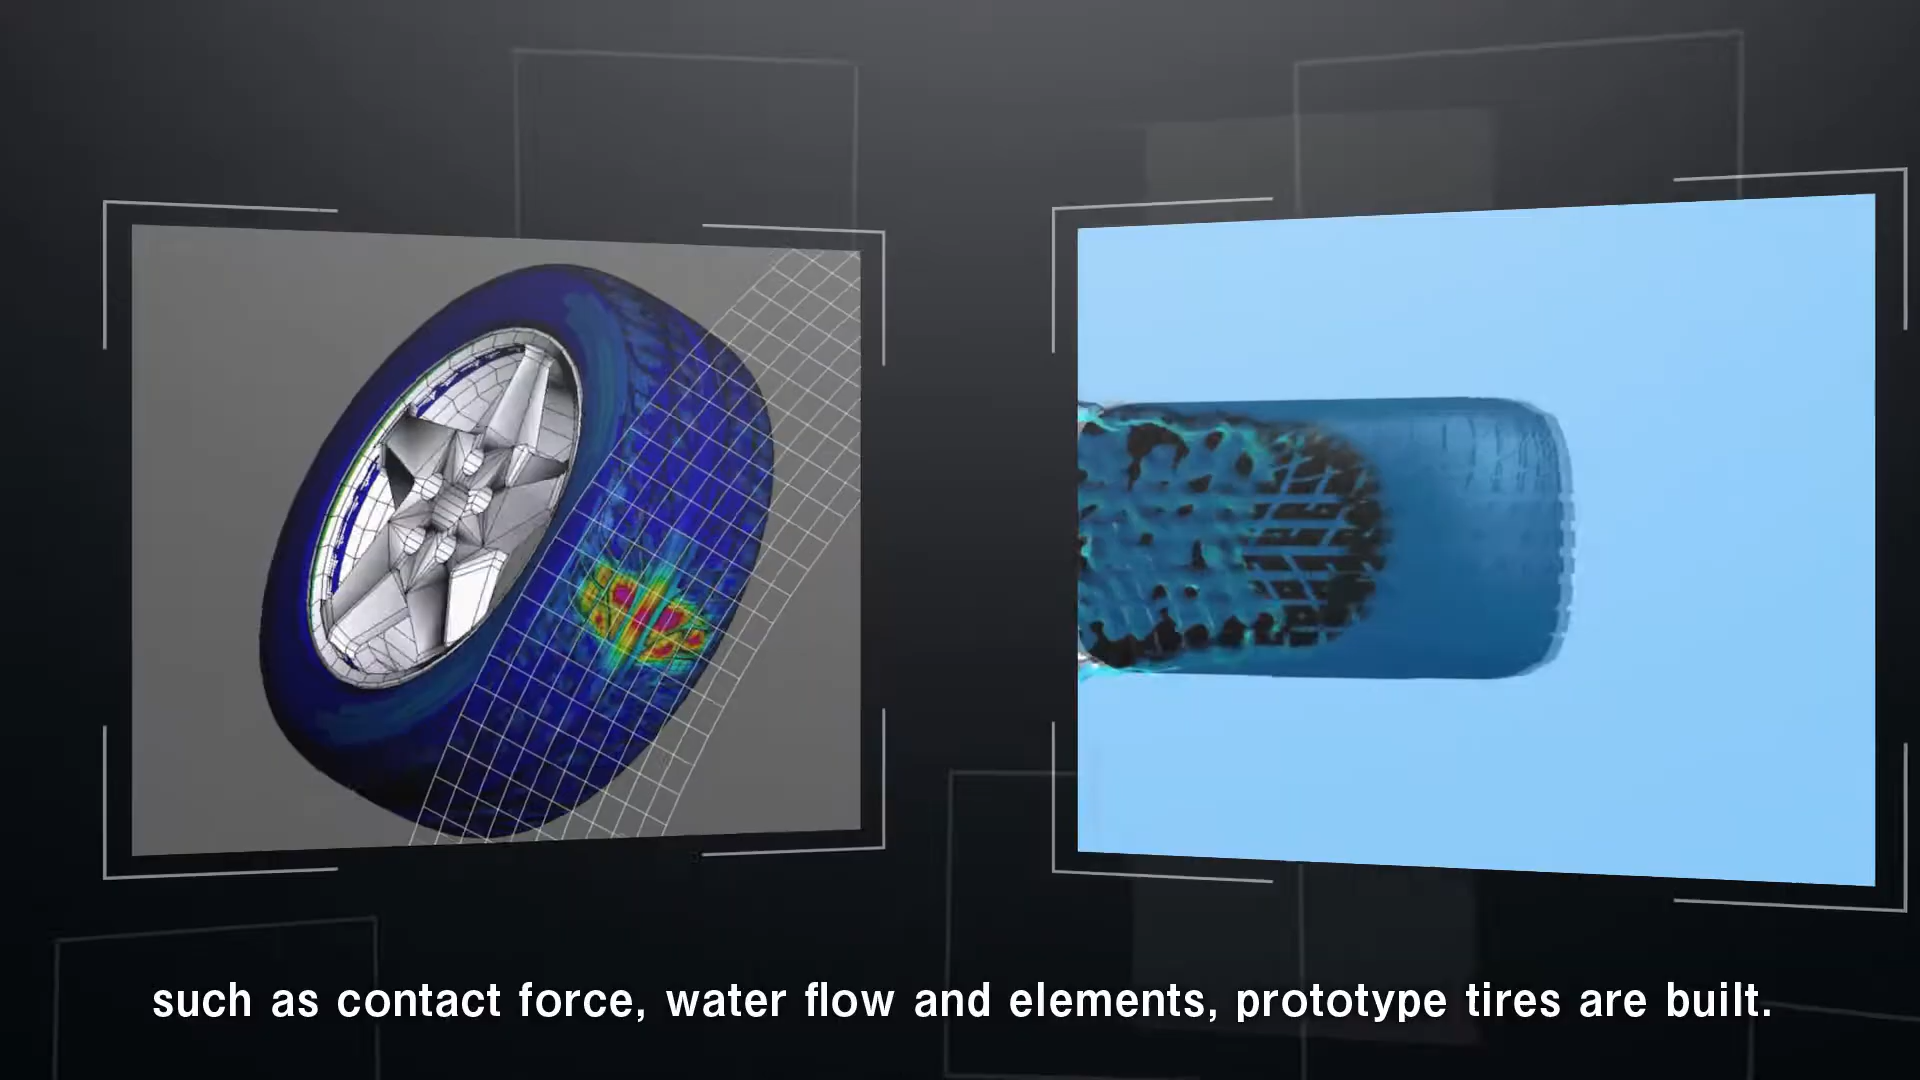 such as contact force, water flow and elements, prototype tires are built.